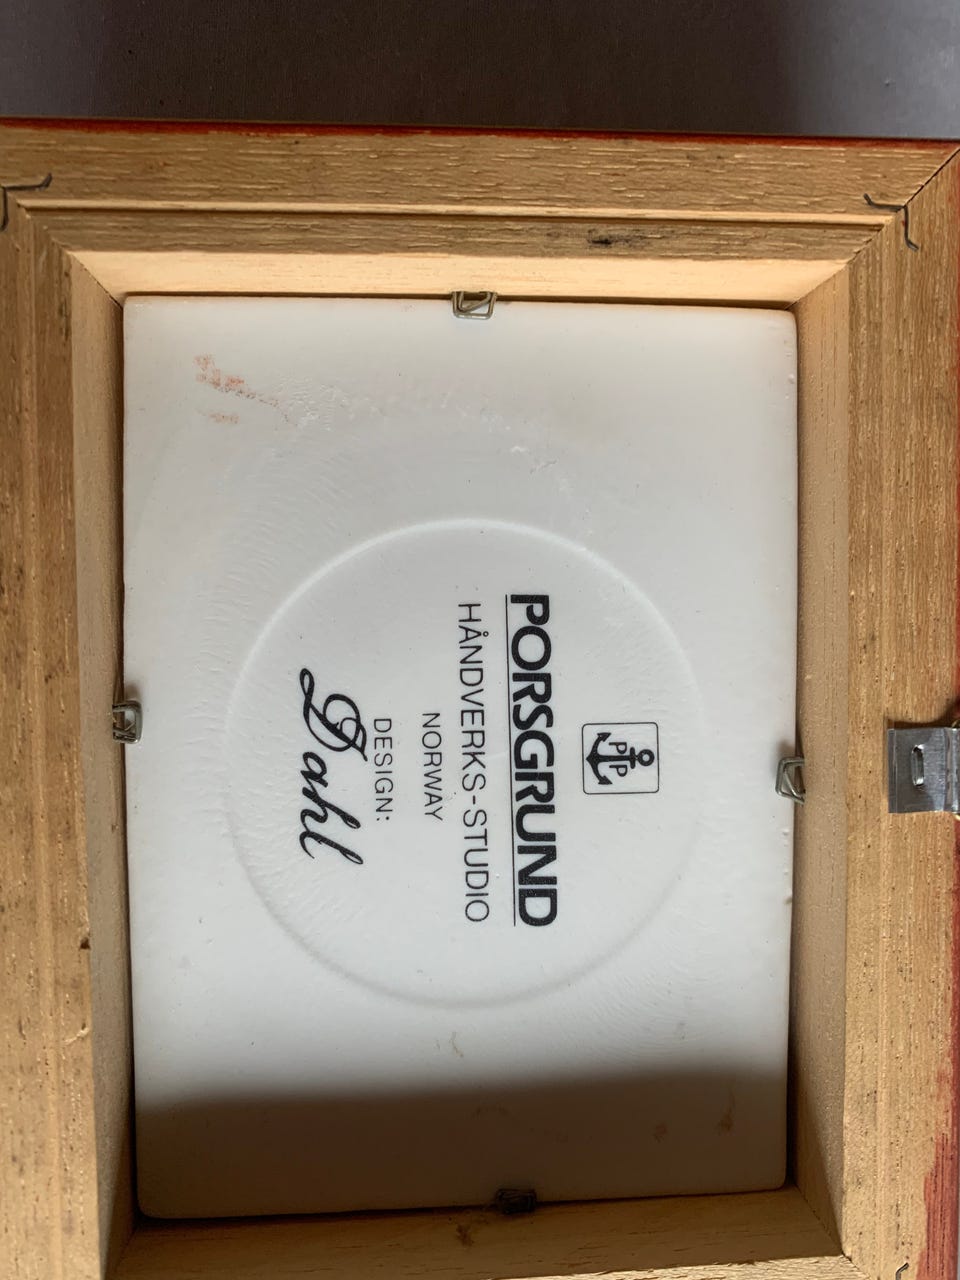 PP
PORSGRUND
HÅNDVERKS-STUDIO
NORWAY
DESIGN:
Dahl